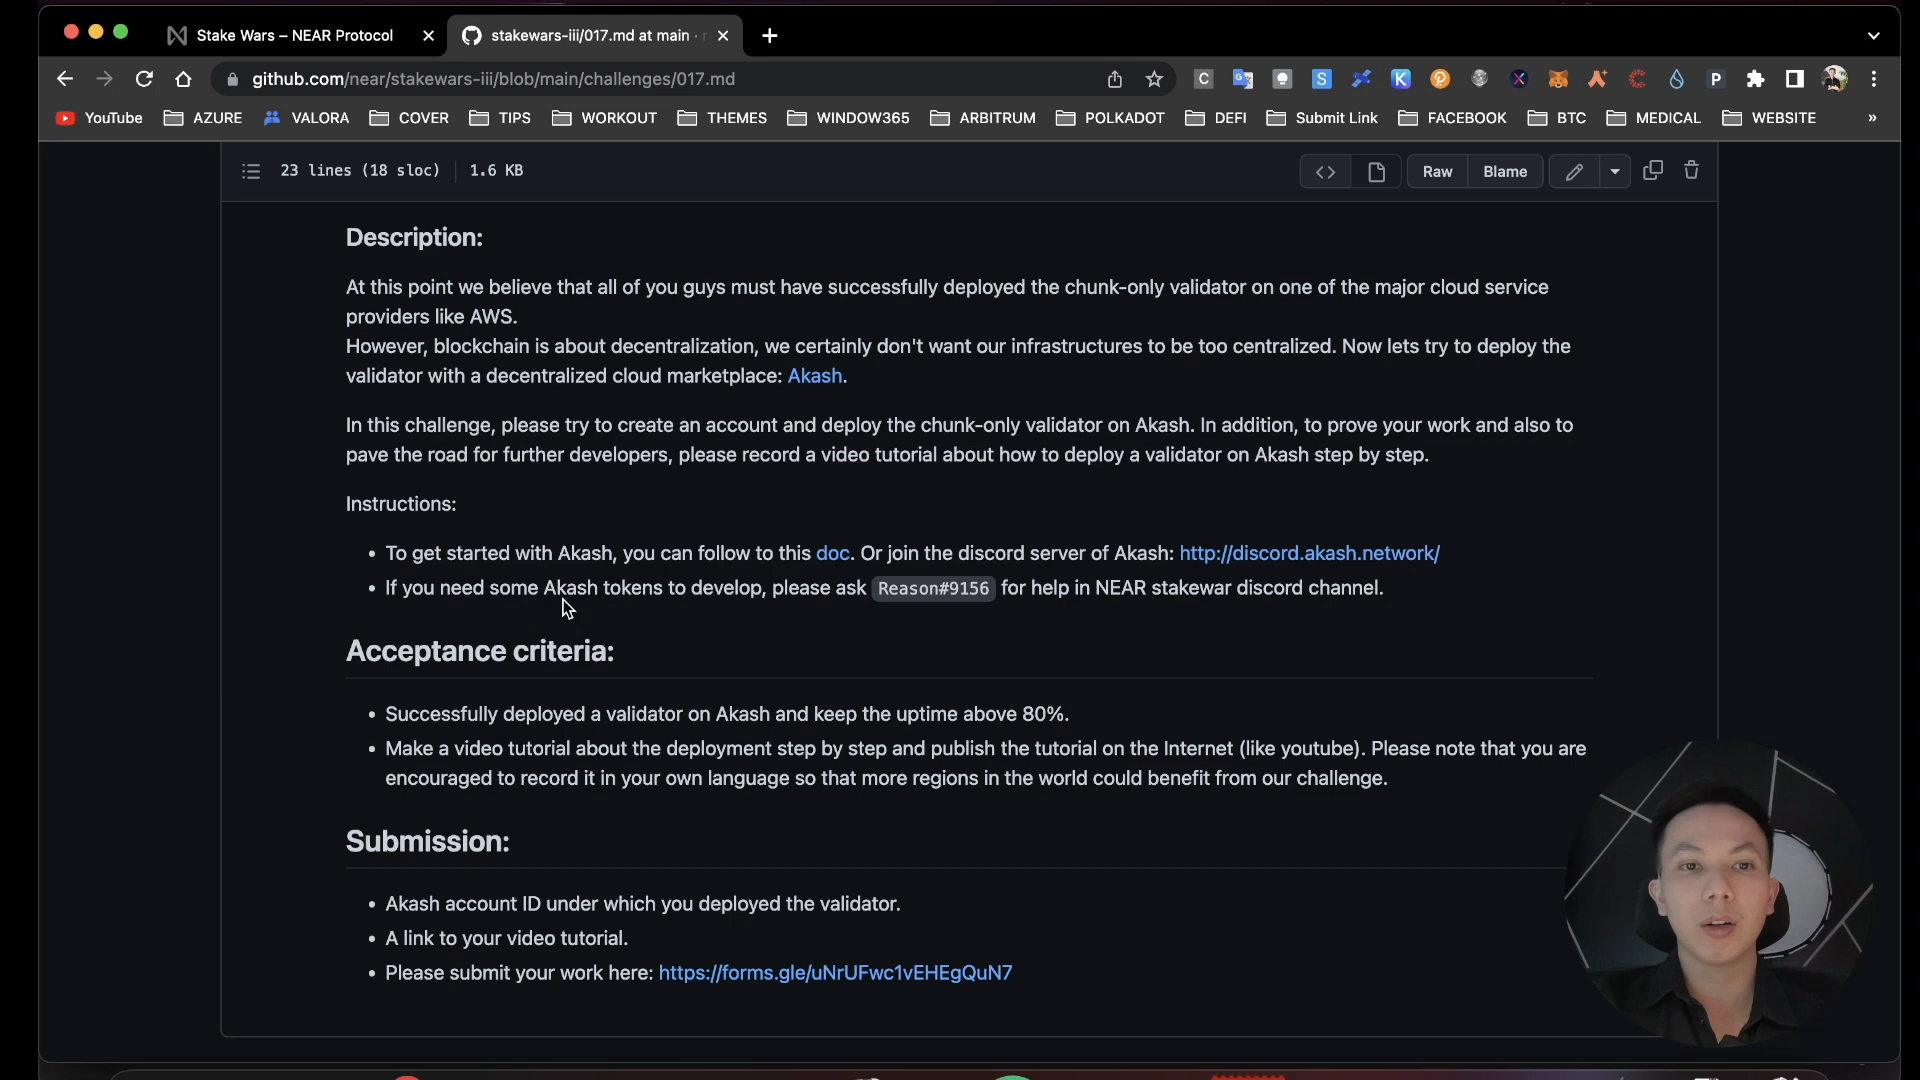 Stake Wars – NEAR Protocol
stakewars-iii/017.md at main ·
github.com/near/stakewars-iii/blob/main/challenges/017.md
YouTube AZURE VALORA COVER TIPS WORKOUT THEMES WINDOW365 ARBITRUM POLKADOT DEFI Submit Link FACEBOOK BTC MEDICAL WEBSITE »
23 lines (18 sloc) 1.6 KB Raw Blame
Description:
At this point we believe that all of you guys must have successfully deployed the chunk-only validator on one of the major cloud service
providers like AWS.
However, blockchain is about decentralization, we certainly don't want our infrastructures to be too centralized. Now lets try to deploy the
validator with a decentralized cloud marketplace: Akash.
In this challenge, please try to create an account and deploy the chunk-only validator on Akash. In addition, to prove your work and also to
pave the road for further developers, please record a video tutorial about how to deploy a validator on Akash step by step.
Instructions:
• To get started with Akash, you can follow to this doc. Or join the discord server of Akash: http://discord.akash.network/
• If you need some Akash tokens to develop, please ask Reason#9156 for help in NEAR stakewar discord channel.
Acceptance criteria:
• Successfully deployed a validator on Akash and keep the uptime above 80%.
• Make a video tutorial about the deployment step by step and publish the tutorial on the Internet (like youtube). Please note that you are
encouraged to record it in your own language so that more regions in the world could benefit from our challenge.
Submission:
• Akash account ID under which you deployed the validator.
• A link to your video tutorial.
• Please submit your work here: https://forms.gle/uNrUFwc1vEHEgQuN7